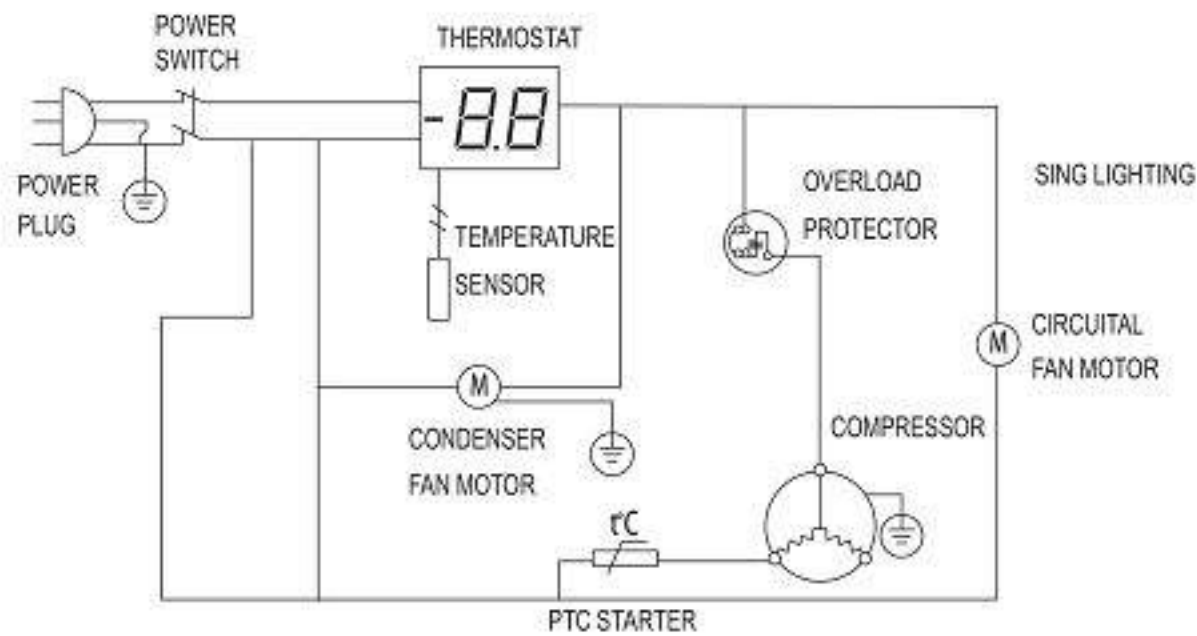 POWER
SWITCH
THERMOSTAT
-8.8
POWER
PLUG
TEMPERATURE
SENSOR
OVERLOAD
PROTECTOR
SING LIGHTING
M
CIRCUITAL
FAN MOTOR
M
CONDENSER
FAN MOTOR
COMPRESSOR
t°C
PTC STARTER